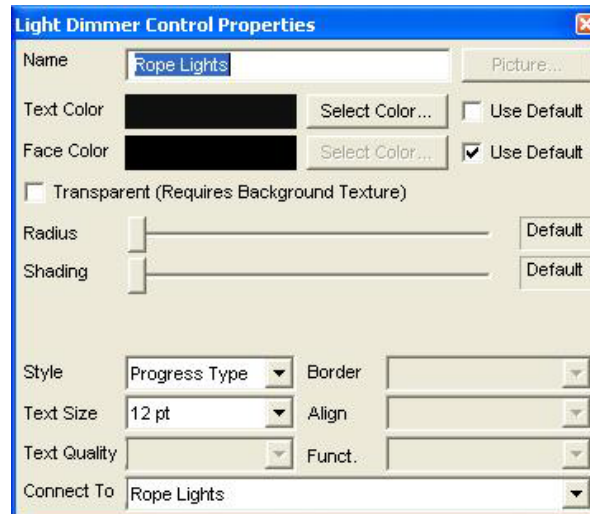 Light Dimmer Control Properties
Name Rope Lights Picture...
Text Color Select Color... Use Default
Face Color Select Color... Use Default
Transparent (Requires Background Texture)
Radius Default
Shading Default
Style Progress Type Border
Text Size 12 pt Align
Text Quality Funct.
Connect To Rope Lights